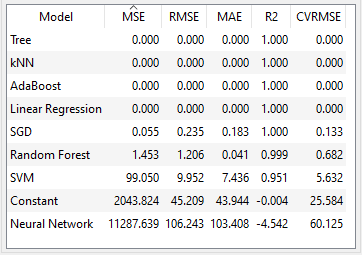 Model MSE RMSE MAE R2 CVRMSE
Tree 0.000 0.000 0.000 1.000 0.000
kNN 0.000 0.000 0.000 1.000 0.000
AdaBoost 0.000 0.000 0.000 1.000 0.000
Linear Regression 0.000 0.000 0.000 1.000 0.000
SGD 0.055 0.235 0.183 1.000 0.133
Random Forest 1.453 1.206 0.041 0.999 0.682
SVM 99.050 9.952 7.436 0.951 5.632
Constant 2043.824 45.209 43.944 -0.004 25.584
Neural Network 11287.639 106.243 103.408 -4.542 60.125